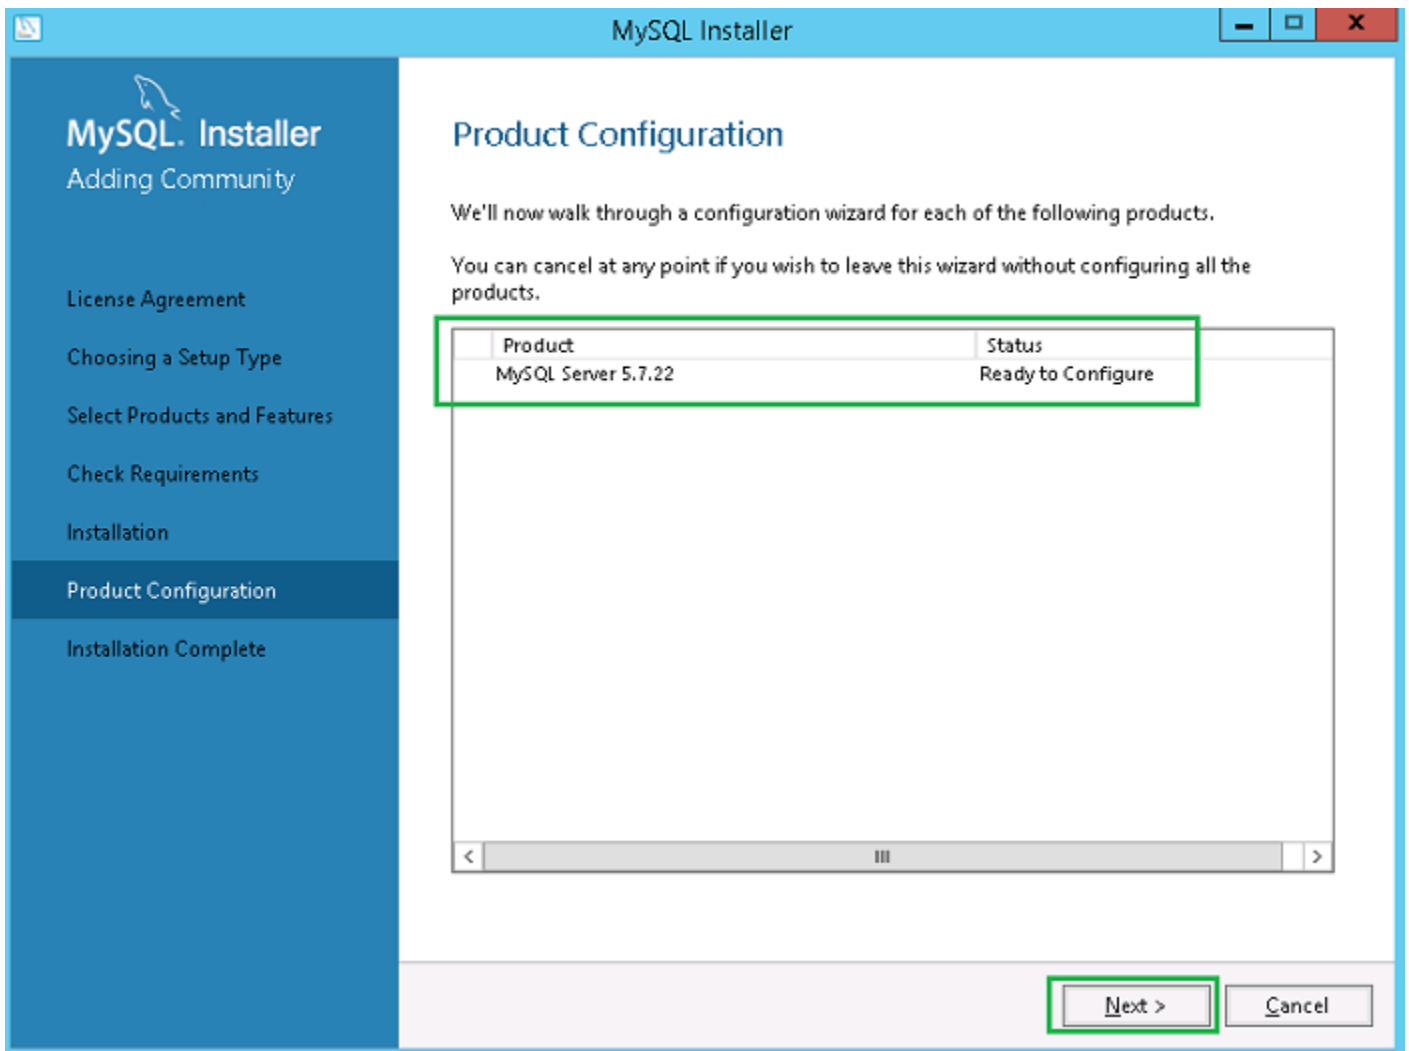 MySQL Installer
MySQL. Installer
Adding Community
License Agreement
Choosing a Setup Type
Select Products and Features
Check Requirements
Installation
Product Configuration
Installation Complete
Product Configuration
We'll now walk through a configuration wizard for each of the following products.
You can cancel at any point if you wish to leave this wizard without configuring all the
products.
Product Status
MySQL Server 5.7.22 Ready to Configure
Next > Cancel